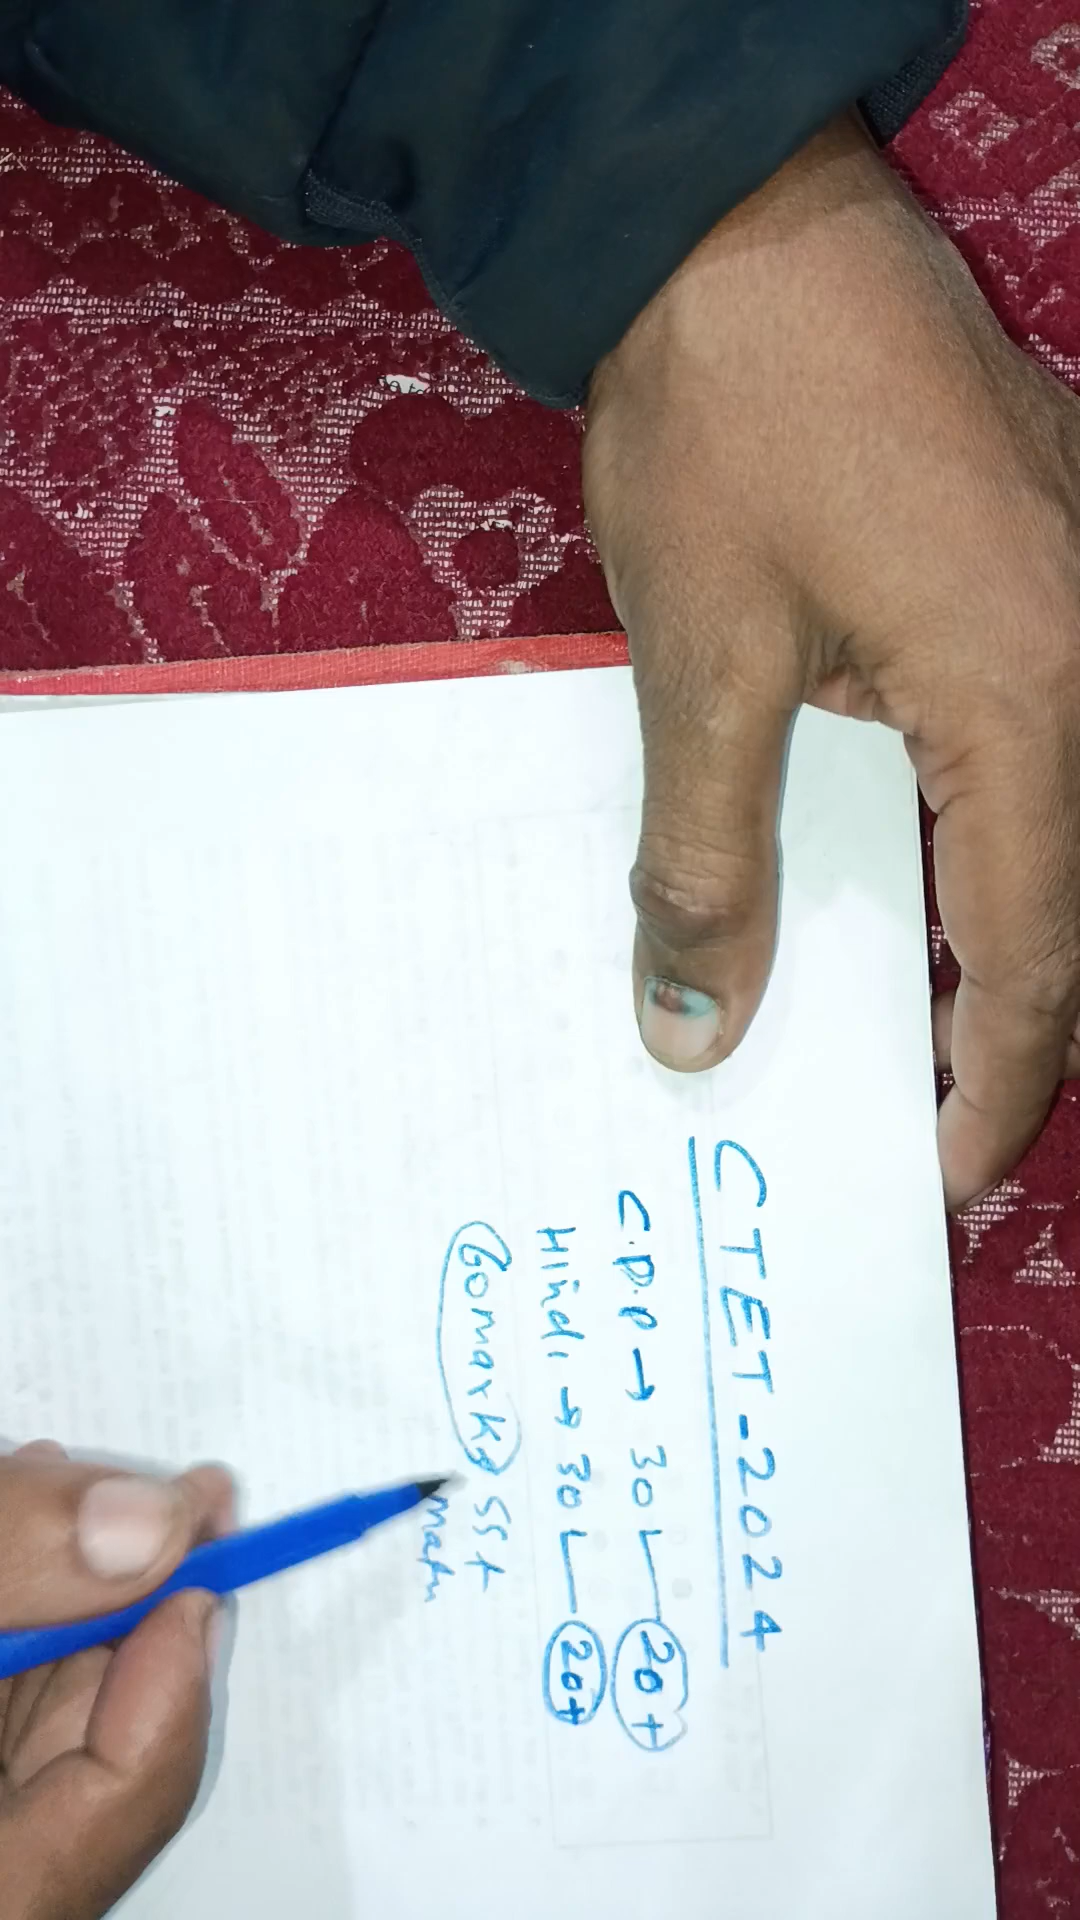 CTET-2024
C.D.P → 30 20+
Hindi → 30 20+
60 marks SSt
math